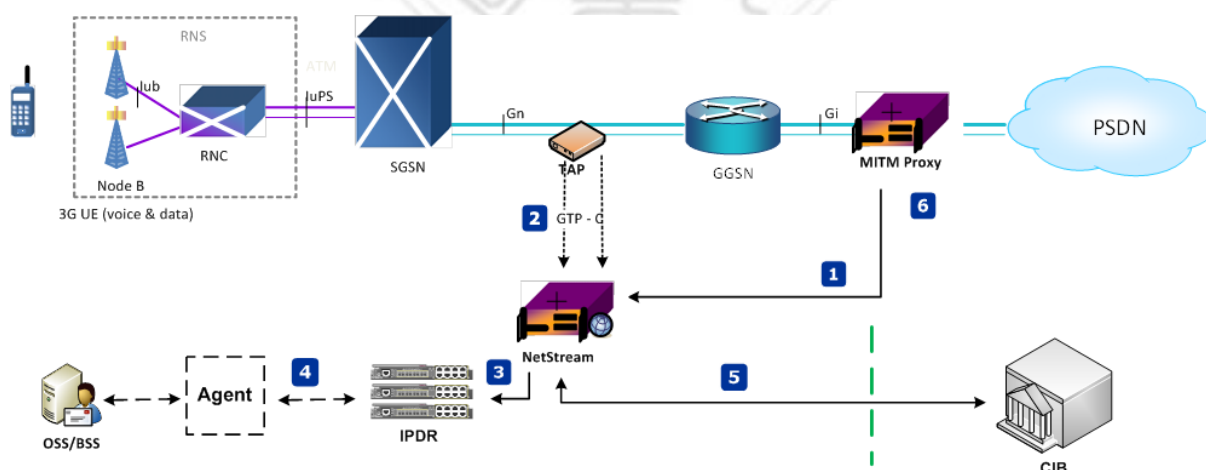 RNS
ATM
Iub
IuPS
Gn
Gi
PSDN
RNC
TAP
MITM Proxy
SGSN
GGSN
Node B
3G UE (voice & data)
2
GTP - C
6
1
NetStream
4
3
5
Agent
OSS/BSS
IPDR
CIB